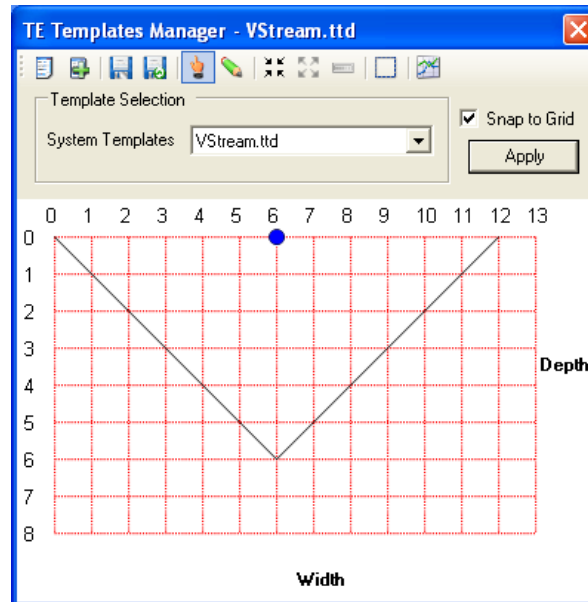 TE Templates Manager - VStream.ttd
Template Selection
System Templates VStream.ttd
Snap to Grid
Apply
0 1 2 3 4 5 6 7 8 9 10 11 12 13
0
1
2
3
Depth
4
5
6
7
8
Width